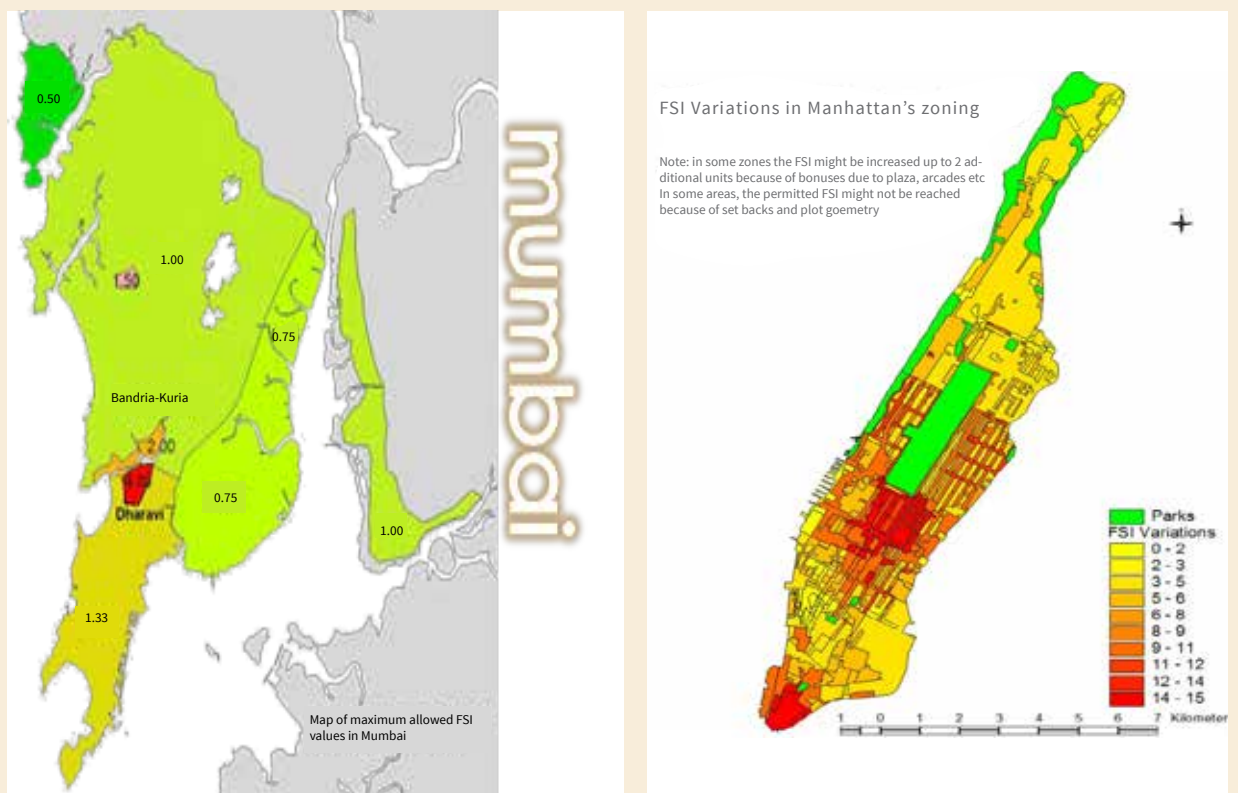 0.50
1.00
1.50
0.75
Bandria-Kuria
2.00
Dharavi
0.75
1.00
1.33
Map of maximum allowed FSI
values in Mumbai
mumbai
FSI Variations in Manhattan's zoning
Note: in some zones the FSI might be increased up to 2 ad-
ditional units because of bonuses due to plaza, arcades etc
In some areas, the permitted FSI might not be reached
because of set backs and plot goemetry
Parks
FSI Variations
0 - 2
2 - 3
3 - 5
5 - 6
6 - 8
8 - 9
9 - 11
11 - 12
12 - 14
14 - 15
1 0 1 2 3 4 5 6 7 Kilometer